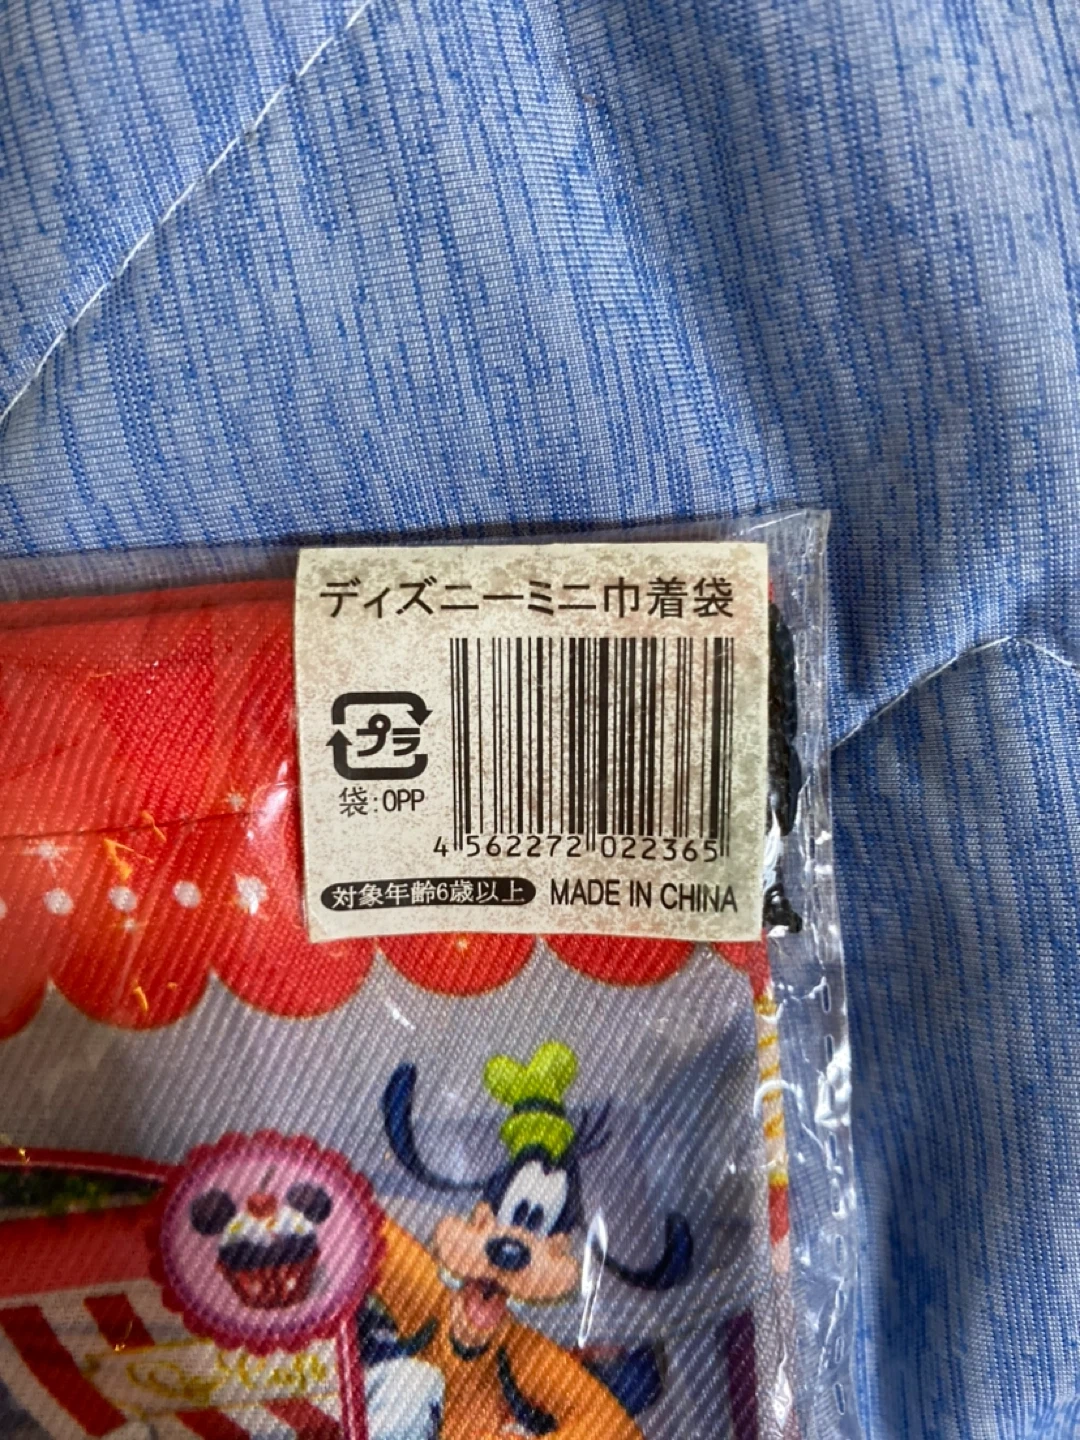 ディズニーミニ巾着袋
プラ
袋:OPP
4 562272 022365
対象年齢6歳以上 MADE IN CHINA